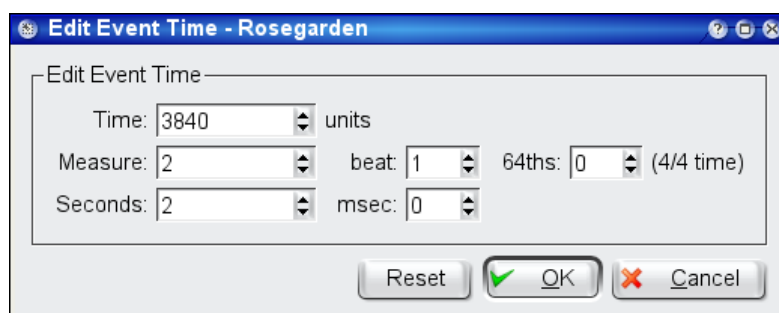 Edit Event Time - Rosegarden
Edit Event Time
Time: 3840 units
Measure: 2 beat: 1 64ths: 0 (4/4 time)
Seconds: 2 msec: 0
Reset OK Cancel